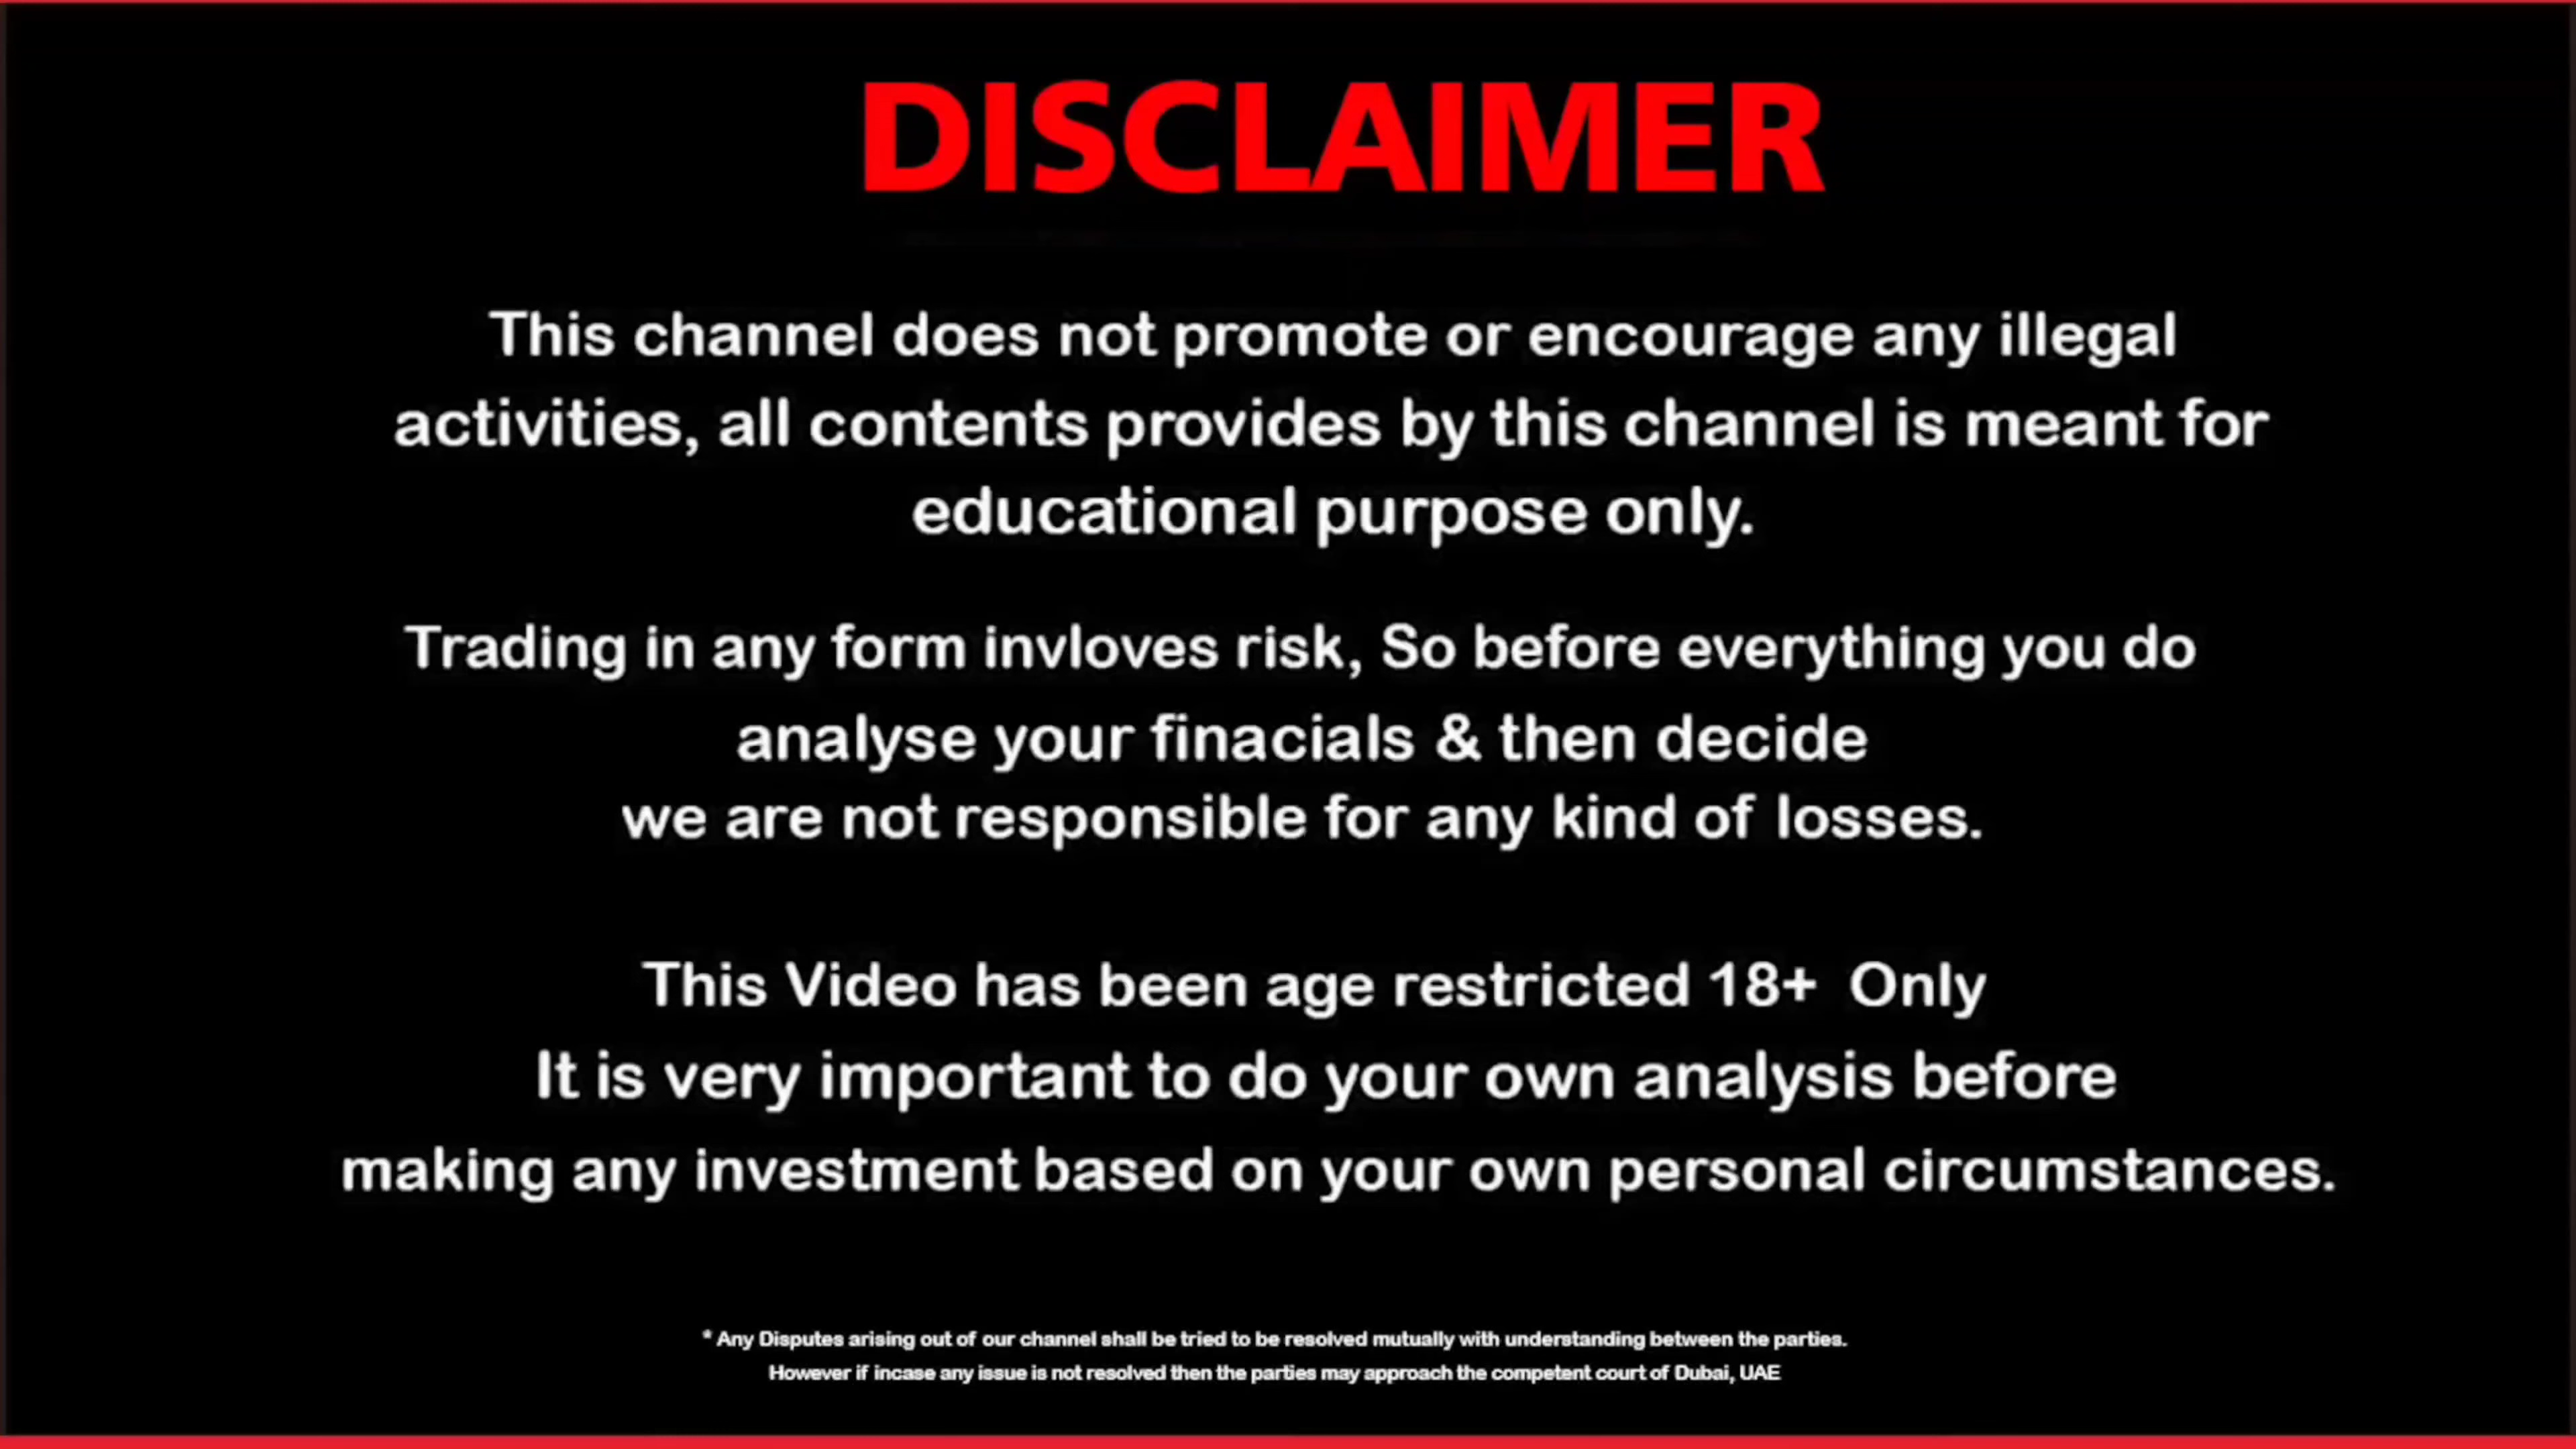 DISCLAIMER
This channel does not promote or encourage any illegal
activities, all contents provides by this channel is meant for
educational purpose only.
Trading in any form invloves risk, So before everything you do
analyse your finacials & then decide
we are not responsible for any kind of losses.
This Video has been age restricted 18+ Only
It is very important to do your own analysis before
making any investment based on your own personal circumstances.
* Any Disputes arising out of our channel shall be tried to be resolved mutually with understanding between the parties.
However if incase any issue is not resolved then the parties may approach the competent court of Dubai, UAE